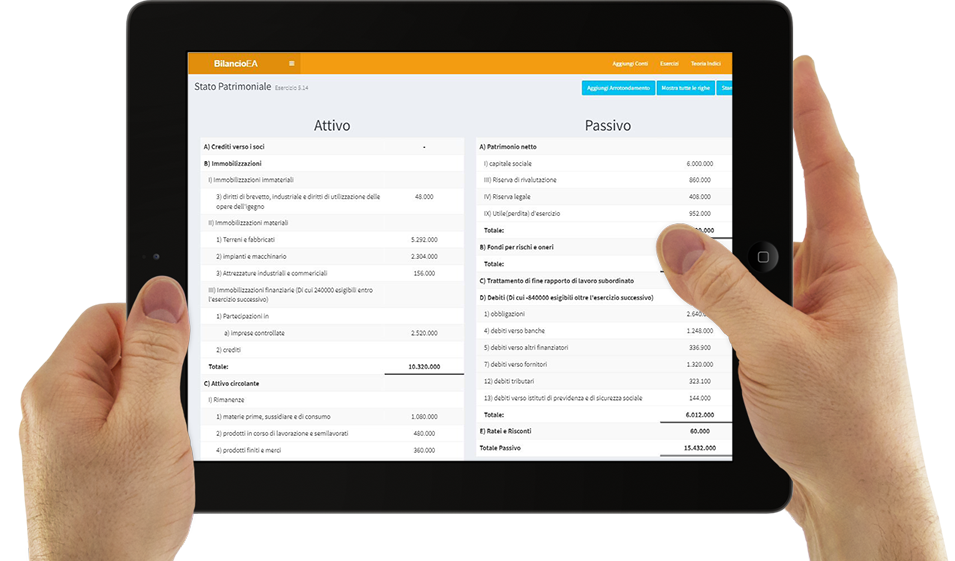 BilancioEA
Aggiungi Conti Esercizi Teoria Indici
Stato Patrimoniale Esercizio 5.14
Aggiungi Arrotondamento Mostra tutte le righe
Attivo
A) Crediti verso i soci -
B) Immobilizzazioni
I) Immobilizzazioni immateriali
3) diritti di brevetto, industriale e diritti di utilizzazione delle
opere dell'igegno 48.000
II) Immobilizzazioni materiali
1) Terreni e fabbricati 5.292.000
2) impianti e macchinario 2.304.000
3) Attrezzature industriali e commerciali 156.000
III) Immobilizzazioni finanziarie (Di cui 240000 esigibili entro
l'esercizio successivo)
1) Partecipazioni in
a) imprese controllate 2.520.000
2) crediti
Totale: 10.320.000
C) Attivo circolante
I) Rimanenze
1) materie prime, sussidiare e di consumo 1.080.000
2) prodotti in corso di lavorazione e semilavorati 480.000
4) prodotti finiti e merci 360.000
Passivo
A) Patrimonio netto
I) capitale sociale 6.000.000
III) Riserva di rivalutazione 860.000
IV) Riserva legale 408.000
IX) Utile(perdita) d'esercizio 952.000
Totale:
B) Fondi per rischi e oneri
Totale:
C) Trattamento di fine rapporto di lavoro subordinato
D) Debiti (Di cui -840000 esigibili oltre l'esercizio successivo)
1) obbligazioni
4) debiti verso banche 1.248.000
5) debiti verso altri finanziatori 336.900
7) debiti verso fornitori 1.320.000
12) debiti tributari 323.100
13) debiti verso istituti di previdenza e di sicurezza sociale 144.000
Totale: 6.012.000
E) Ratei e Risconti 60.000
Totale Passivo 15.432.000